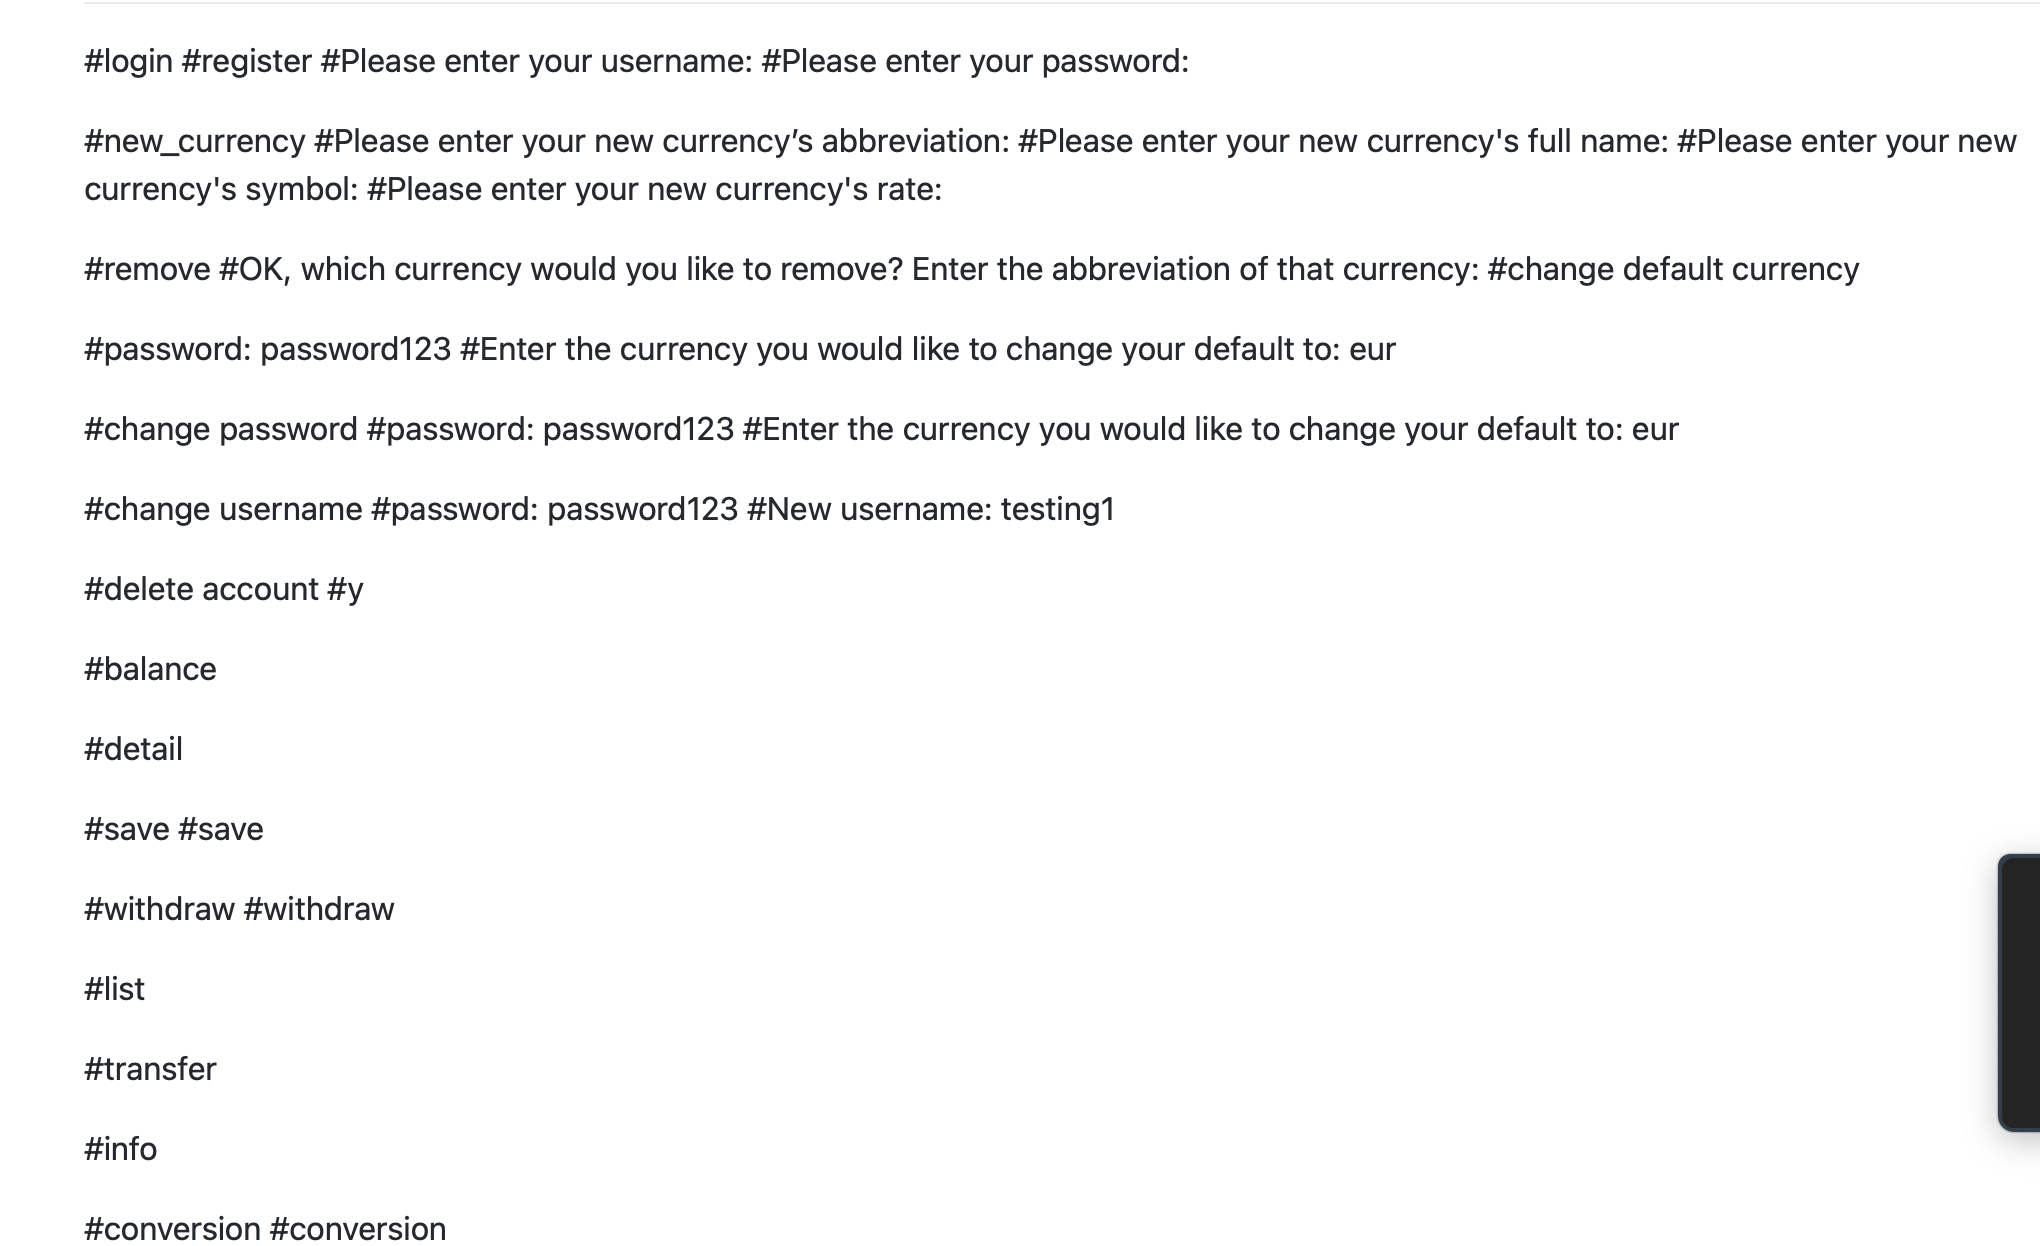 #login #register #Please enter your username: #Please enter your password:
#new_currency #Please enter your new currency’s abbreviation: #Please enter your new currency's full name: #Please enter your new
currency's symbol: #Please enter your new currency's rate:
#remove #OK, which currency would you like to remove? Enter the abbreviation of that currency: #change default currency
#password: password123 #Enter the currency you would like to change your default to: eur
#change password #password: password123 #Enter the currency you would like to change your default to: eur
#change username #password: password123 #New username: testing1
#delete account #y
#balance
#detail
#save #save
#withdraw #withdraw
#list
#transfer
#info
#conversion #conversion